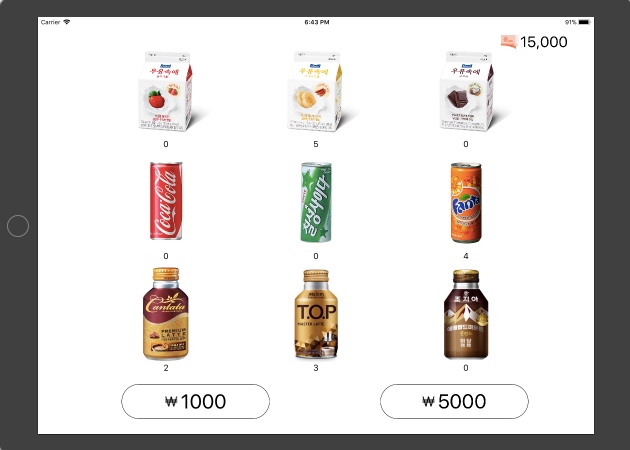 Carrier
6:43 PM
91%
15,000
우유속에
우유속에
우유속에
0
5
0
Coca-Cola
칠성사이다
Fanta
0
0
4
Cantata
PREMIUM
LATTE
T.O.P
MASTER LATTE
조지아
2
3
0
₩ 1000
₩ 5000